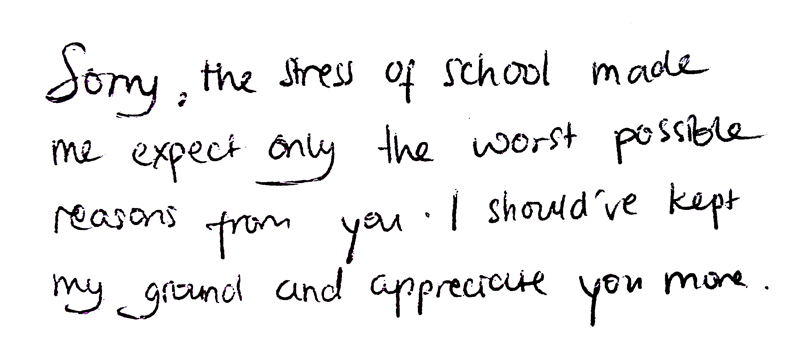 Sorry, the stress of school made
me expect only the worst possible
reasons from you. I should've kept
my ground and appreciate you more.